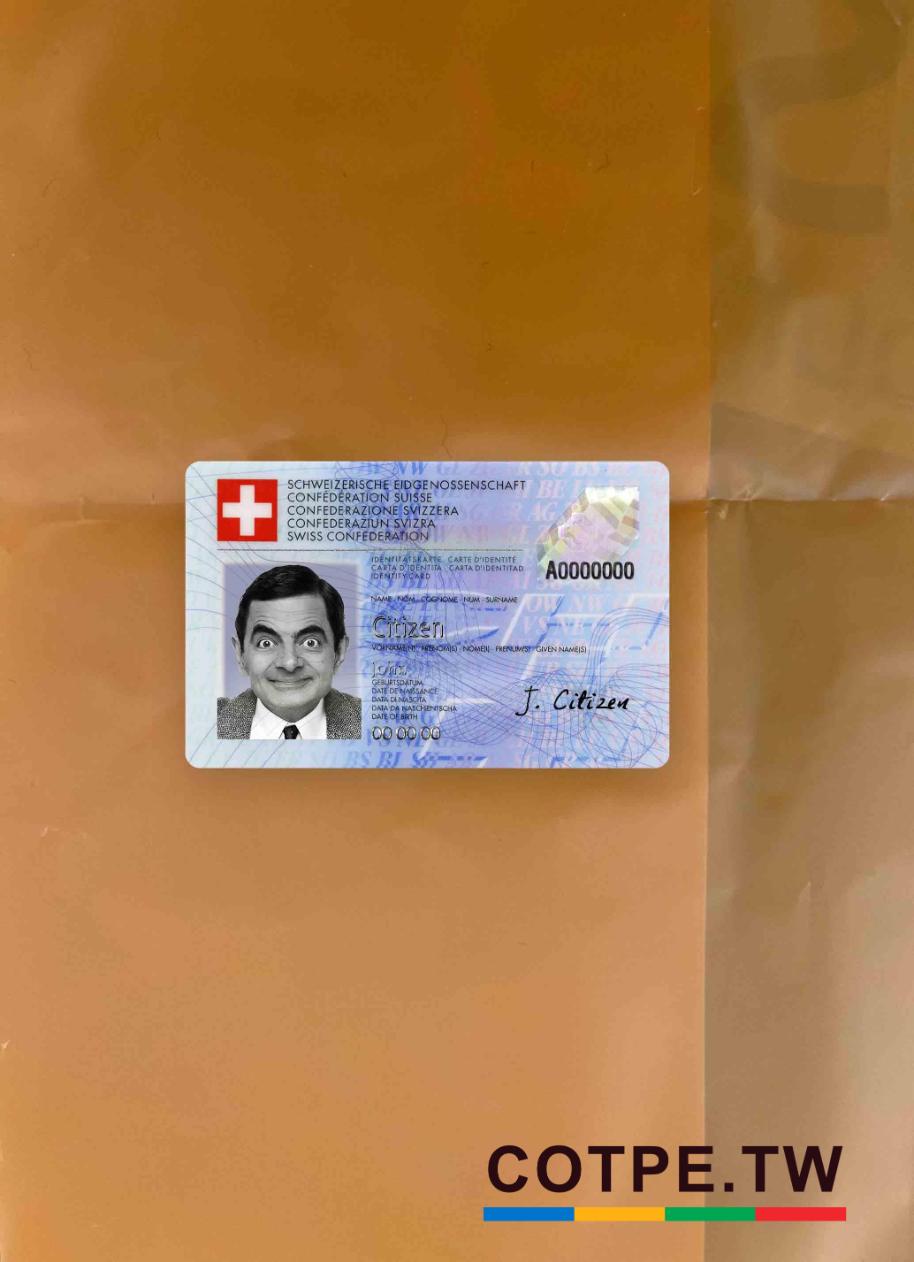 SCHWEIZERISCHE EIDGENOSSENSCHAFT
CONFÉDÉRATION SUISSE
CONFEDERAZIONE SVIZZERA
CONFEDERAZIUN SVIZRA
SWISS CONFEDERATION
IDENTITÄTSKARTE CARTE D'IDENTITÉ
CARTA D'IDENTITÀ CARTA D'IDENTITAD
IDENTITY CARD
A0000000
NAME · NOM · COGNOME · NUM · SURNAME
Citizen
VORNAME(N) · PRÉNOM(S) · NOME(I) · PRENUM(S) · GIVEN NAME(S)
John
GEBURTSDATUM
DATE DE NAISSANCE
DATA DI NASCITA
DATA DA NASCHIENTSCHA
DATE OF BIRTH
00 00 00
J. Citizen
COTPE.TW